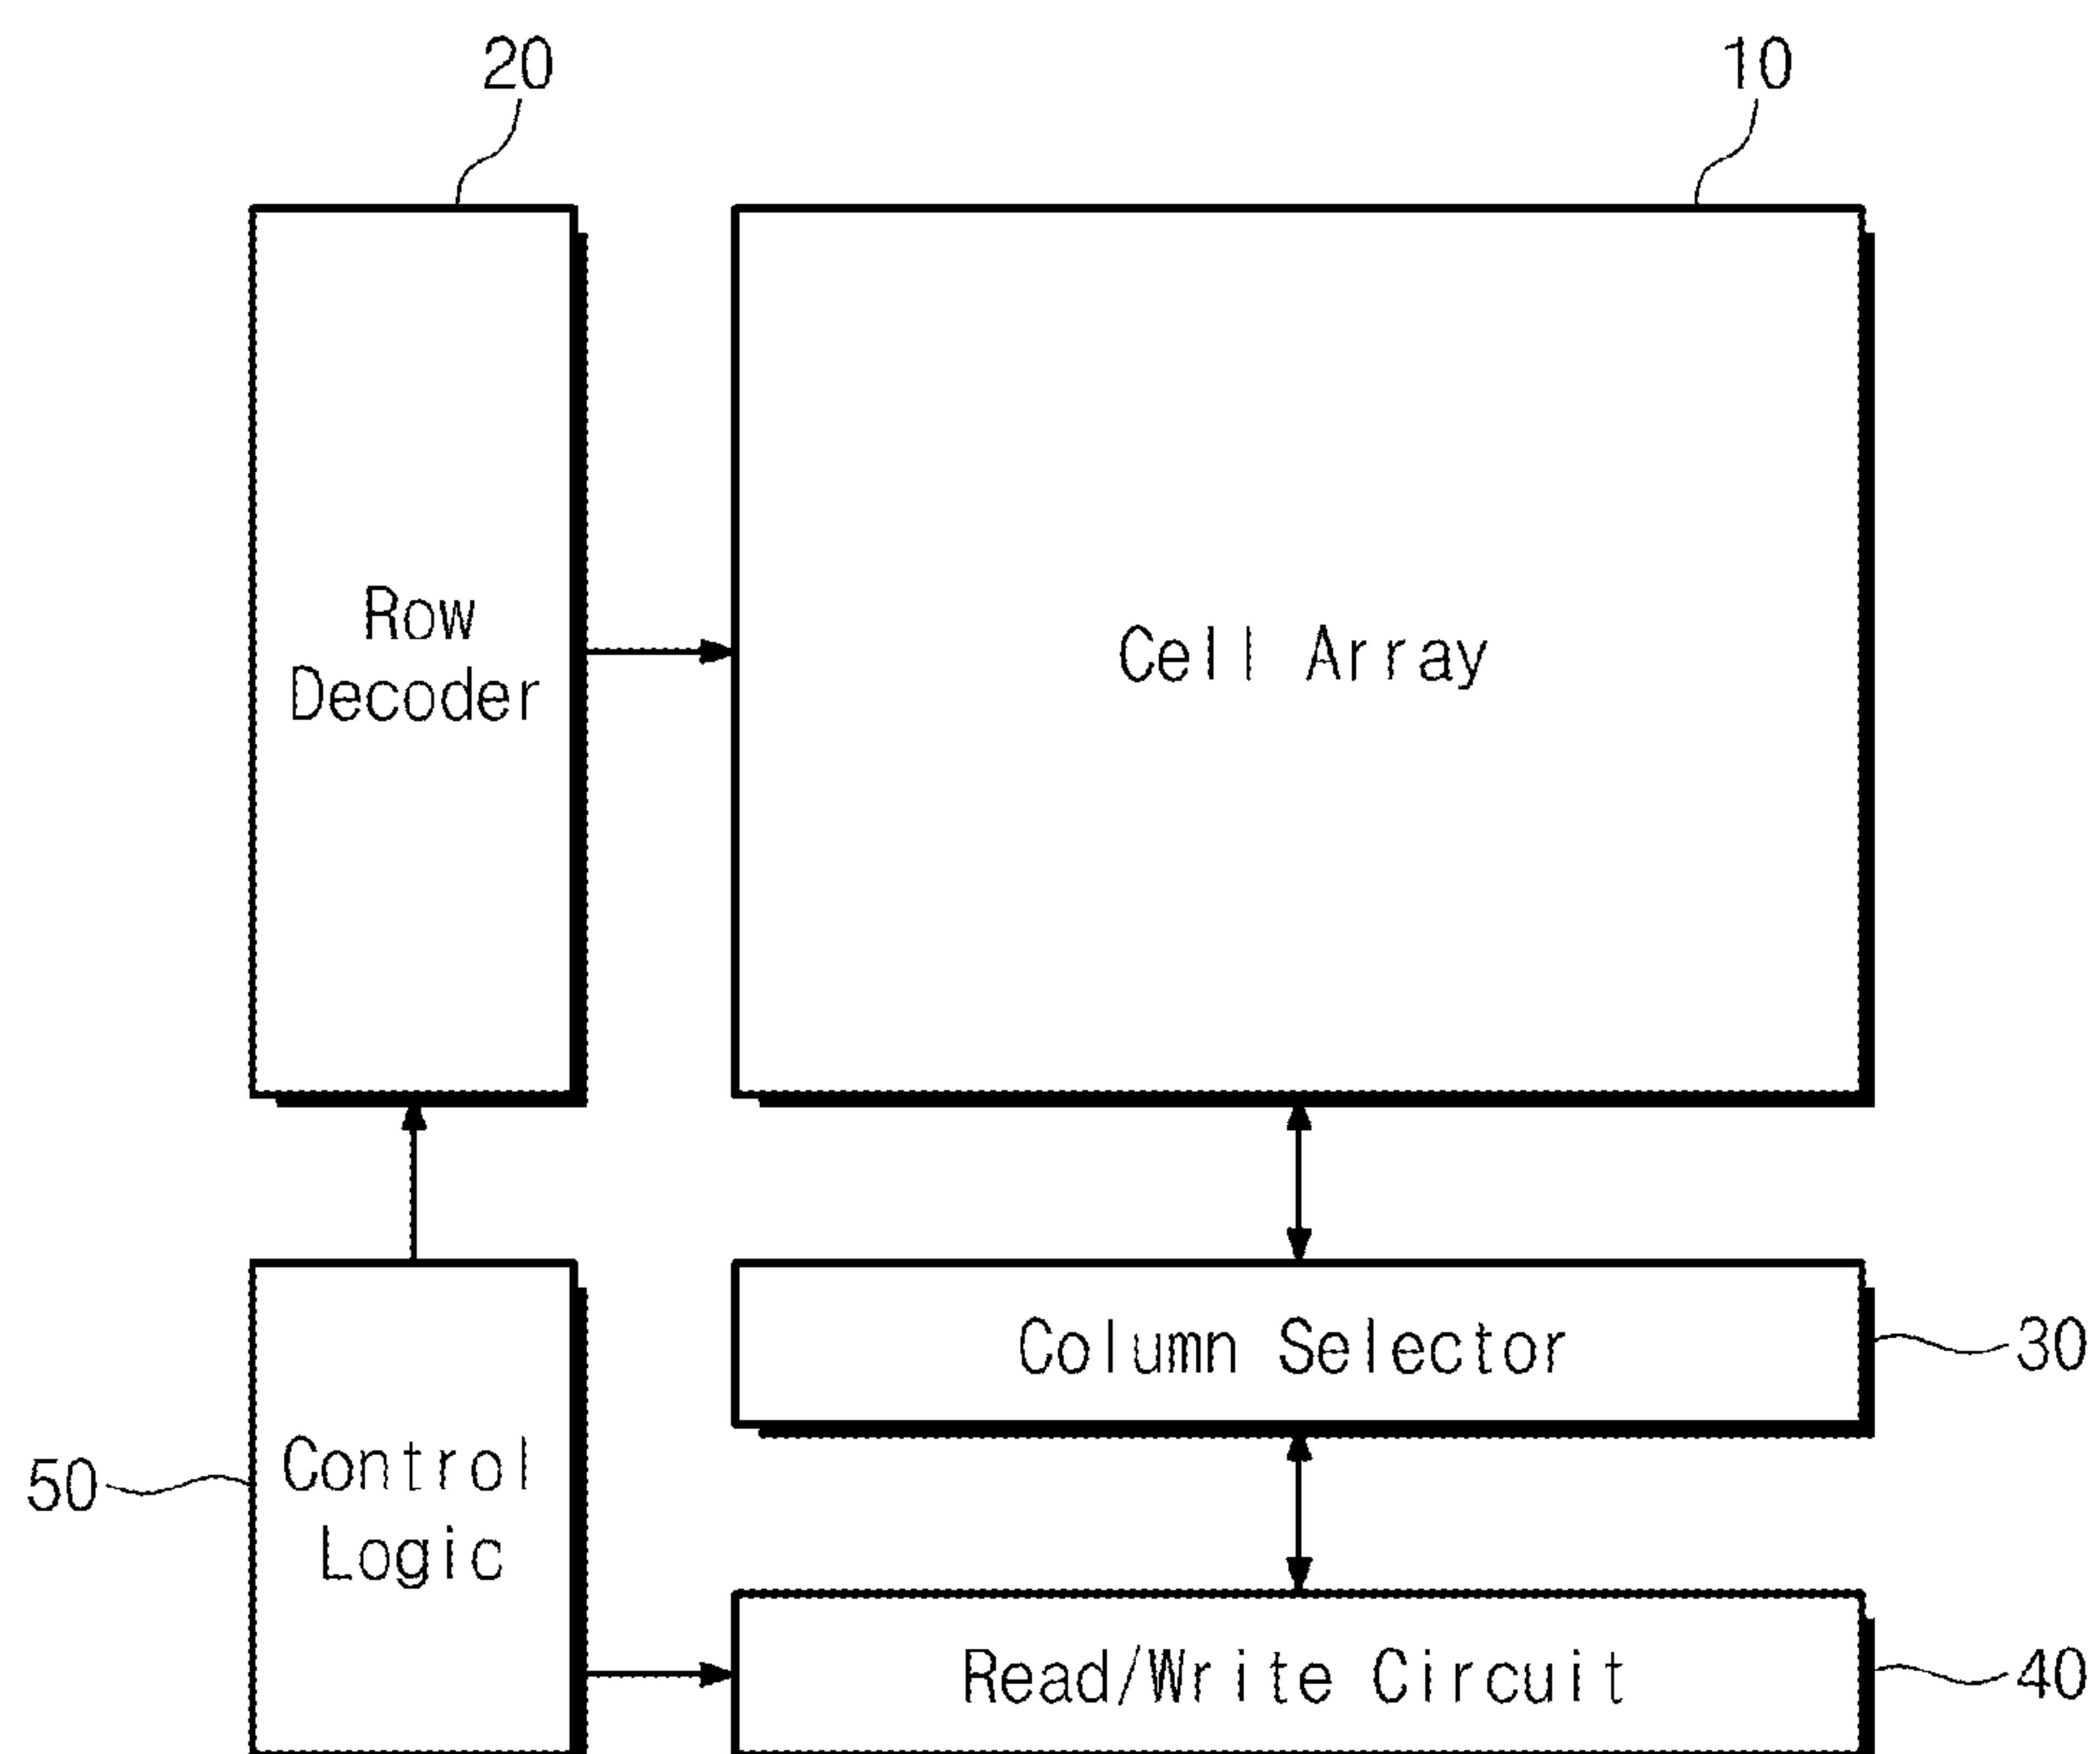 20
10
Row
Decoder
Cell Array
Column Selector
30
Control
Logic
50
Read/Write Circuit
40